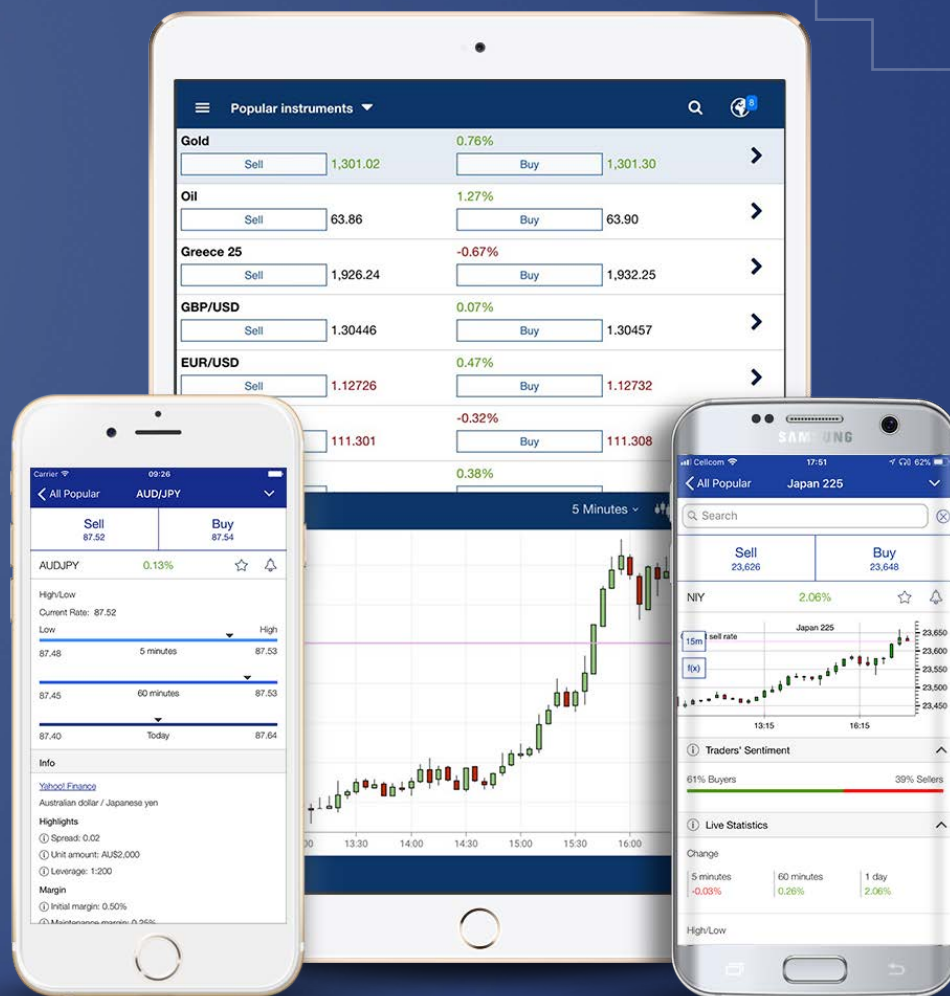 Popular instruments
8
Gold
0.76%
Sell 1,301.02 Buy 1,301.30
Oil
1.27%
Sell 63.86 Buy 63.90
Greece 25
-0.67%
Sell 1,926.24 Buy 1,932.25
GBP/USD
0.07%
Sell 1.30446 Buy 1.30457
EUR/USD
0.47%
Sell 1.12726 Buy 1.12732
-0.32%
111.301 Buy 111.308
0.38%
5 Minutes
13:30 14:00 14:30 15:00 15:30 16:00
Carrier 09:26
All Popular AUD/JPY
Sell Buy
87.52 87.54
AUDJPY 0.13%
High/Low
Current Rate: 87.52
Low High
87.48 5 minutes 87.53
87.45 60 minutes 87.53
87.40 Today 87.64
Info
Yahoo! Finance
Australian dollar / Japanese yen
Highlights
Spread: 0.02
Unit amount: AU$2,000
Leverage: 1:200
Margin
Initial margin: 0.50%
Maintenance margin: 0.25%
SAMSUNG
Cellcom 17:51 62%
All Popular Japan 225
Search
Sell Buy
23,626 23,648
NIY 2.06%
Japan 225
15m sell rate
f(x)
23,650
23,600
23,550
23,500
23,450
13:15 16:15
Traders' Sentiment
61% Buyers 39% Sellers
Live Statistics
Change
5 minutes 60 minutes 1 day
-0.03% 0.26% 2.06%
High/Low